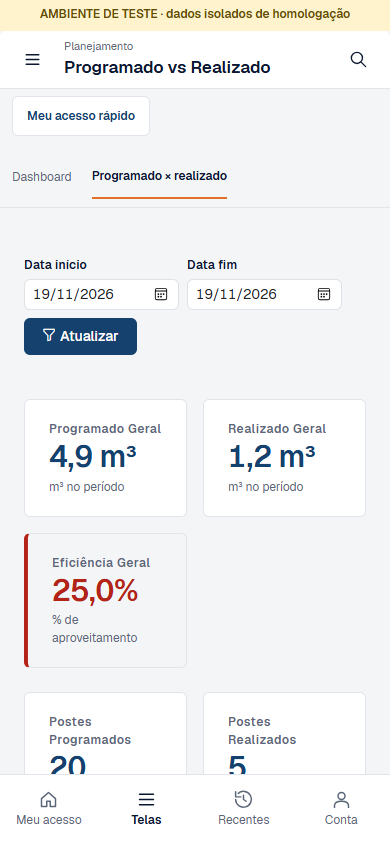 AMBIENTE DE TESTE · dados isolados de homologação
Planejamento
Programado vs Realizado
Meu acesso rápido
Dashboard
Programado × realizado
Data início
Data fim
19/11/2026
19/11/2026
Atualizar
Programado Geral
4,9 m³
m³ no período
Realizado Geral
1,2 m³
m³ no período
Eficiência Geral
25,0%
% de
aproveitamento
Postes
Programados
20
Postes
Realizados
5
Meu acesso
Telas
Recentes
Conta